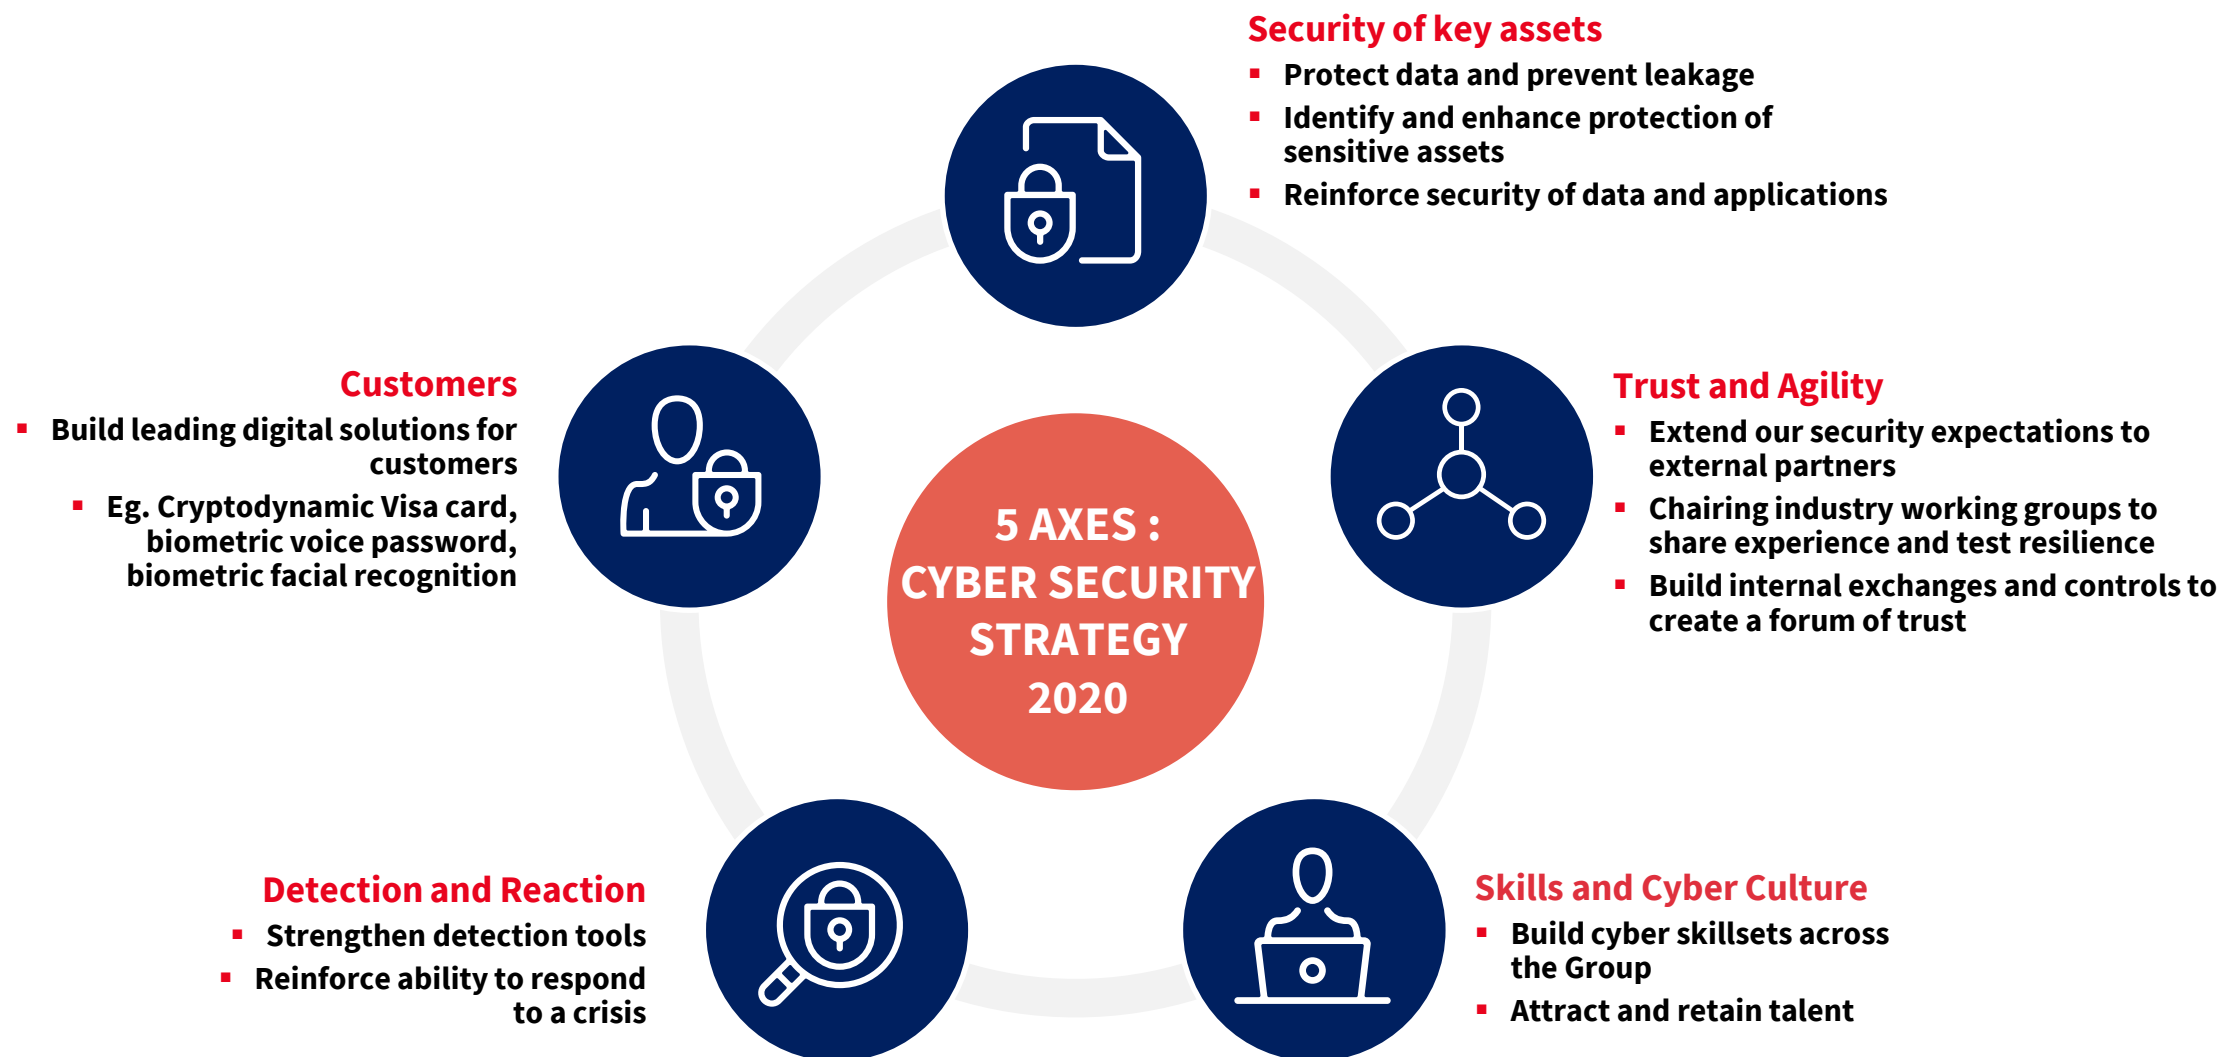 Security of key assets
▪ Protect data and prevent leakage
▪ Identify and enhance protection of
sensitive assets
▪ Reinforce security of data and applications
Customers
▪ Build leading digital solutions for
customers
▪ Eg. Cryptodynamic Visa card,
biometric voice password,
biometric facial recognition
5 AXES :
CYBER SECURITY
STRATEGY
2020
Trust and Agility
▪ Extend our security expectations to
external partners
▪ Chairing industry working groups to
share experience and test resilience
▪ Build internal exchanges and controls to
create a forum of trust
Detection and Reaction
▪ Strengthen detection tools
▪ Reinforce ability to respond
to a crisis
Skills and Cyber Culture
▪ Build cyber skillsets across
the Group
▪ Attract and retain talent